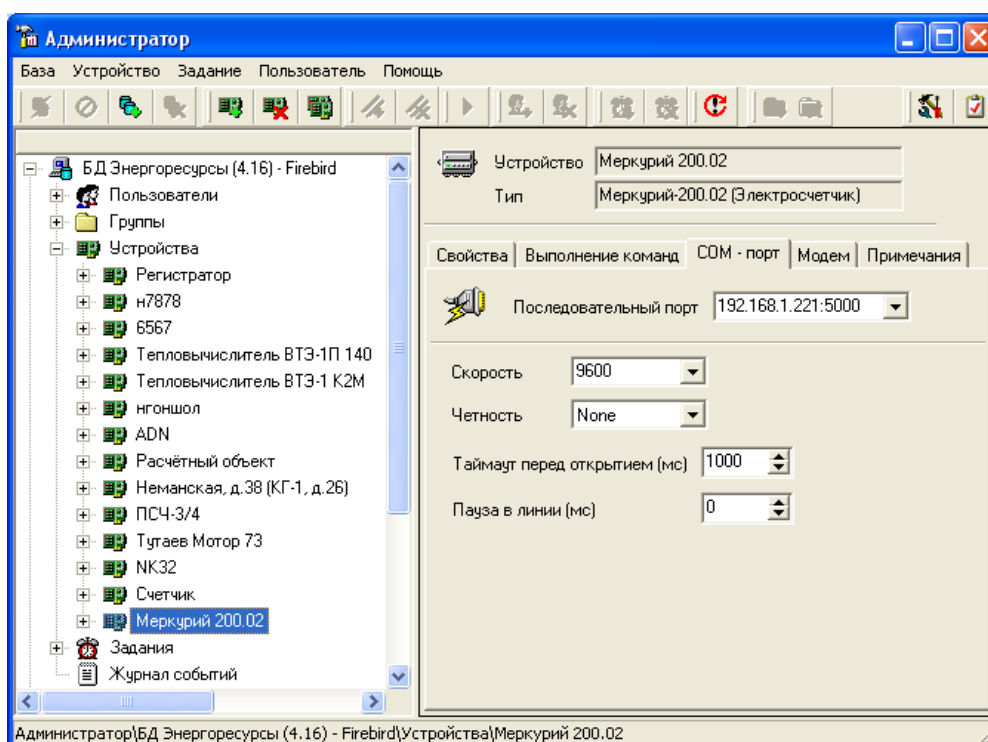 Администратор
База Устройство Задание Пользователь Помощь
БД Энергоресурсы (4.16) - Firebird
Пользователи
Группы
Устройства
Регистратор
н7878
6567
Тепловычислитель ВТЭ-1П 140
Тепловычислитель ВТЭ-1 К2М
нгоншол
ADN
Расчётный объект
Неманская, д.38 (КГ-1, д.26)
ПСЧ-3/4
Тутаев Мотор 73
NK32
Счетчик
Меркурий 200.02
Задания
Журнал событий
Устройство Меркурий 200.02
Тип Меркурий-200.02 (Электросчетчик)
Свойства Выполнение команд COM - порт Модем Примечания
Последовательный порт 192.168.1.221:5000
Скорость 9600
Четность None
Таймаут перед открытием (мс) 1000
Пауза в линии (мс) 0
Администратор\БД Энергоресурсы (4.16) - Firebird\Устройства\Меркурий 200.02